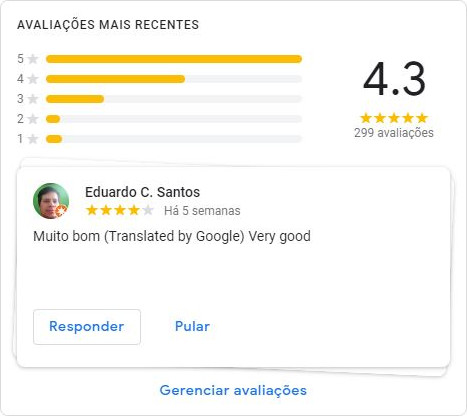 AVALIAÇÕES MAIS RECENTES
5
4
3
2
1
4.3
299 avaliações
Eduardo C. Santos
Há 5 semanas
Muito bom (Translated by Google) Very good
Responder Pular
Gerenciar avaliações